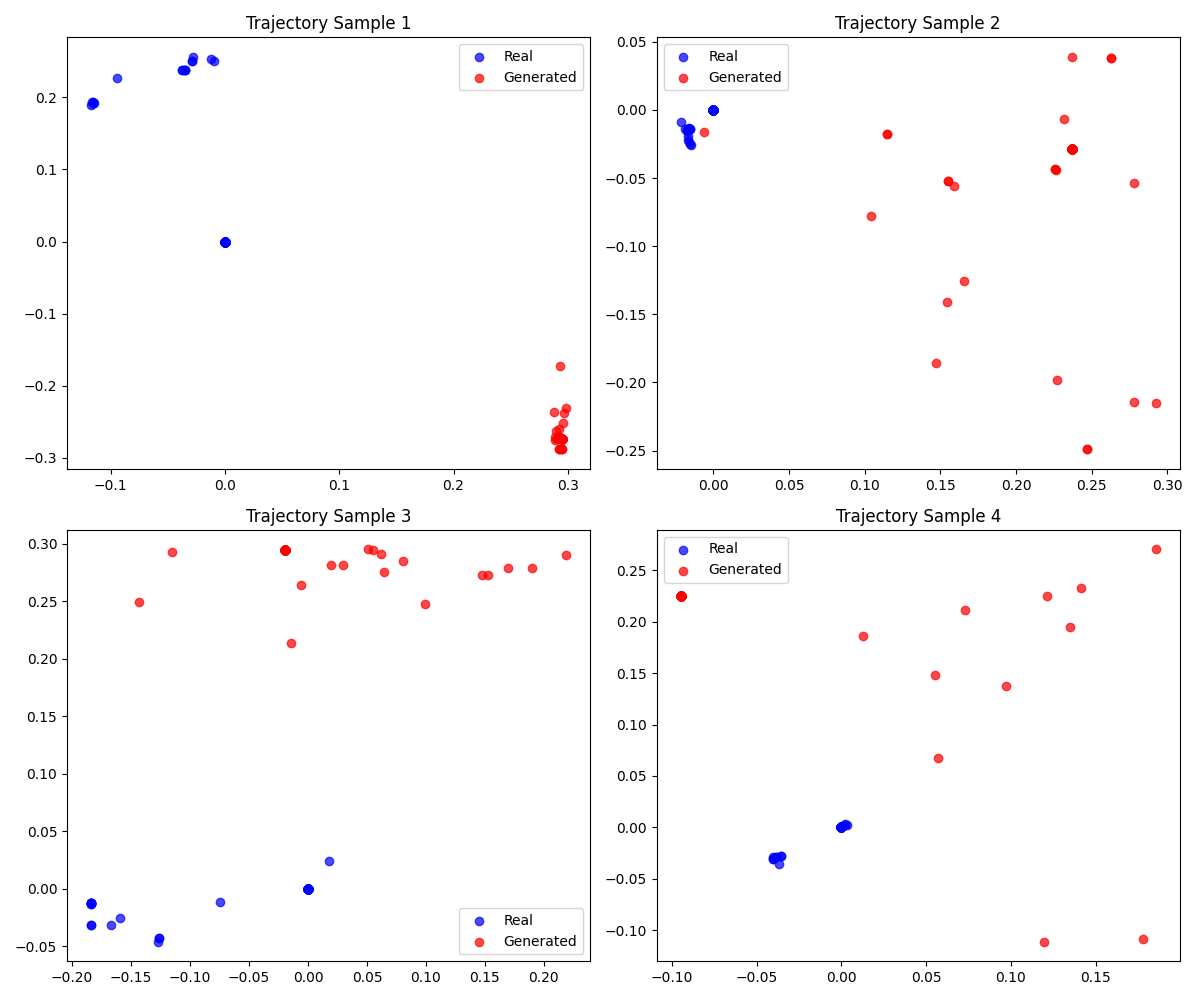 Trajectory Sample 1
Real
Generated
0.2
0.1
0.0
−0.1
−0.2
−0.3
−0.1 0.0 0.1 0.2 0.3
Trajectory Sample 2
Real
Generated
0.05
0.00
−0.05
−0.10
−0.15
−0.20
−0.25
0.00 0.05 0.10 0.15 0.20 0.25 0.30
Trajectory Sample 3
0.30
0.25
0.20
0.15
0.10
0.05
0.00
−0.05
Real
Generated
−0.20 −0.15 −0.10 −0.05 0.00 0.05 0.10 0.15 0.20
Trajectory Sample 4
Real
Generated
0.25
0.20
0.15
0.10
0.05
0.00
−0.05
−0.10
−0.10 −0.05 0.00 0.05 0.10 0.15